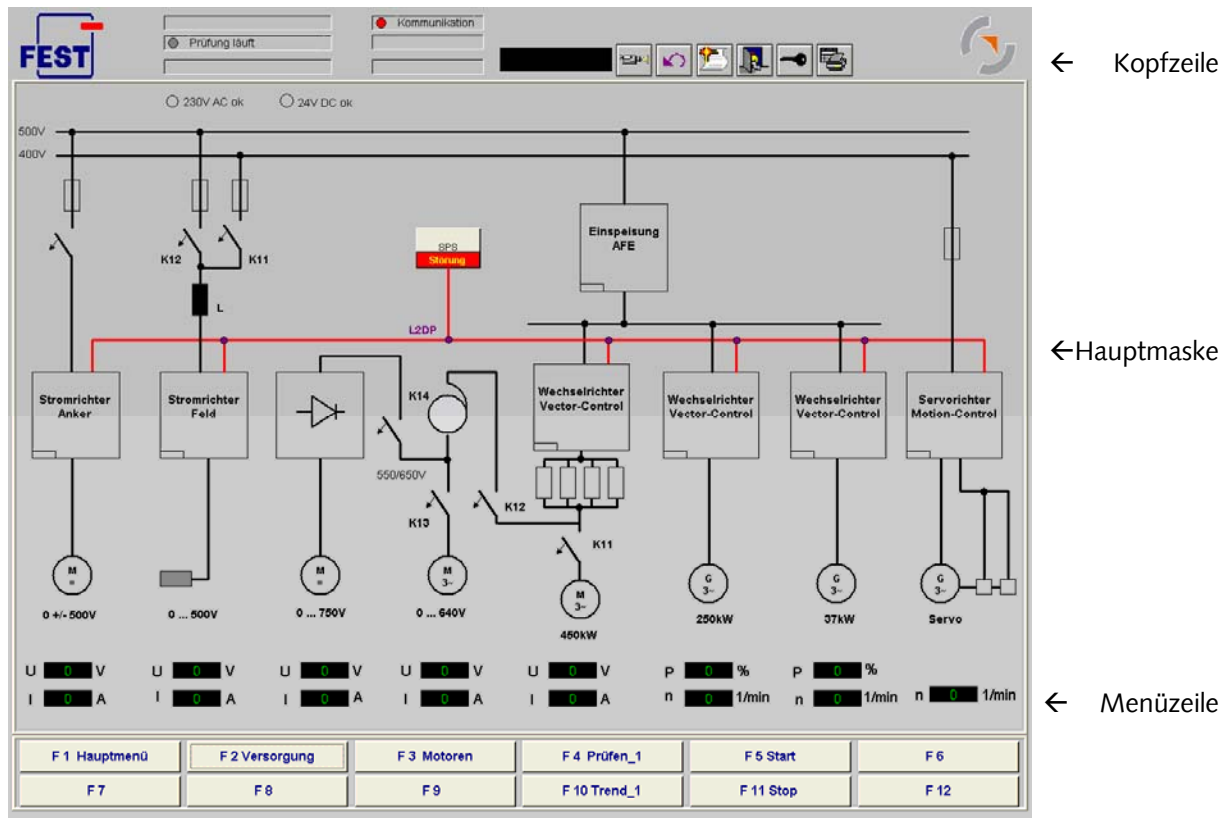 Kommunikation
FEST
Prüfung läuft
← Kopfzeile
230V AC ok 24V DC ok
500V
400V
Einspeisung
AFE
SPS
Störung
K12 K11
L
L2DP
←Hauptmaske
Stromrichter
Anker
Stromrichter
Feld
K14
Wechselrichter
Vector-Control
Wechselrichter
Vector-Control
Wechselrichter
Vector-Control
Servorichter
Motion-Control
550/650V
K13
K12
K11
M
=
M
=
M
3~
M
3~
G
3~
G
3~
G
3~
0 +/- 500V
0 ... 500V
0 ... 750V
0 ... 640V
450kW
250kW
37kW
Servo
U 0 V U 0 V U 0 V U 0 V U 0 V P 0 % P 0 %
I 0 A I 0 A I 0 A I 0 A I 0 A n 0 1/min n 0 1/min n 0 1/min
← Menüzeile
F 1 Hauptmenü F 2 Versorgung F 3 Motoren F 4 Prüfen_1 F 5 Start F 6
F 7 F 8 F 9 F 10 Trend_1 F 11 Stop F 12